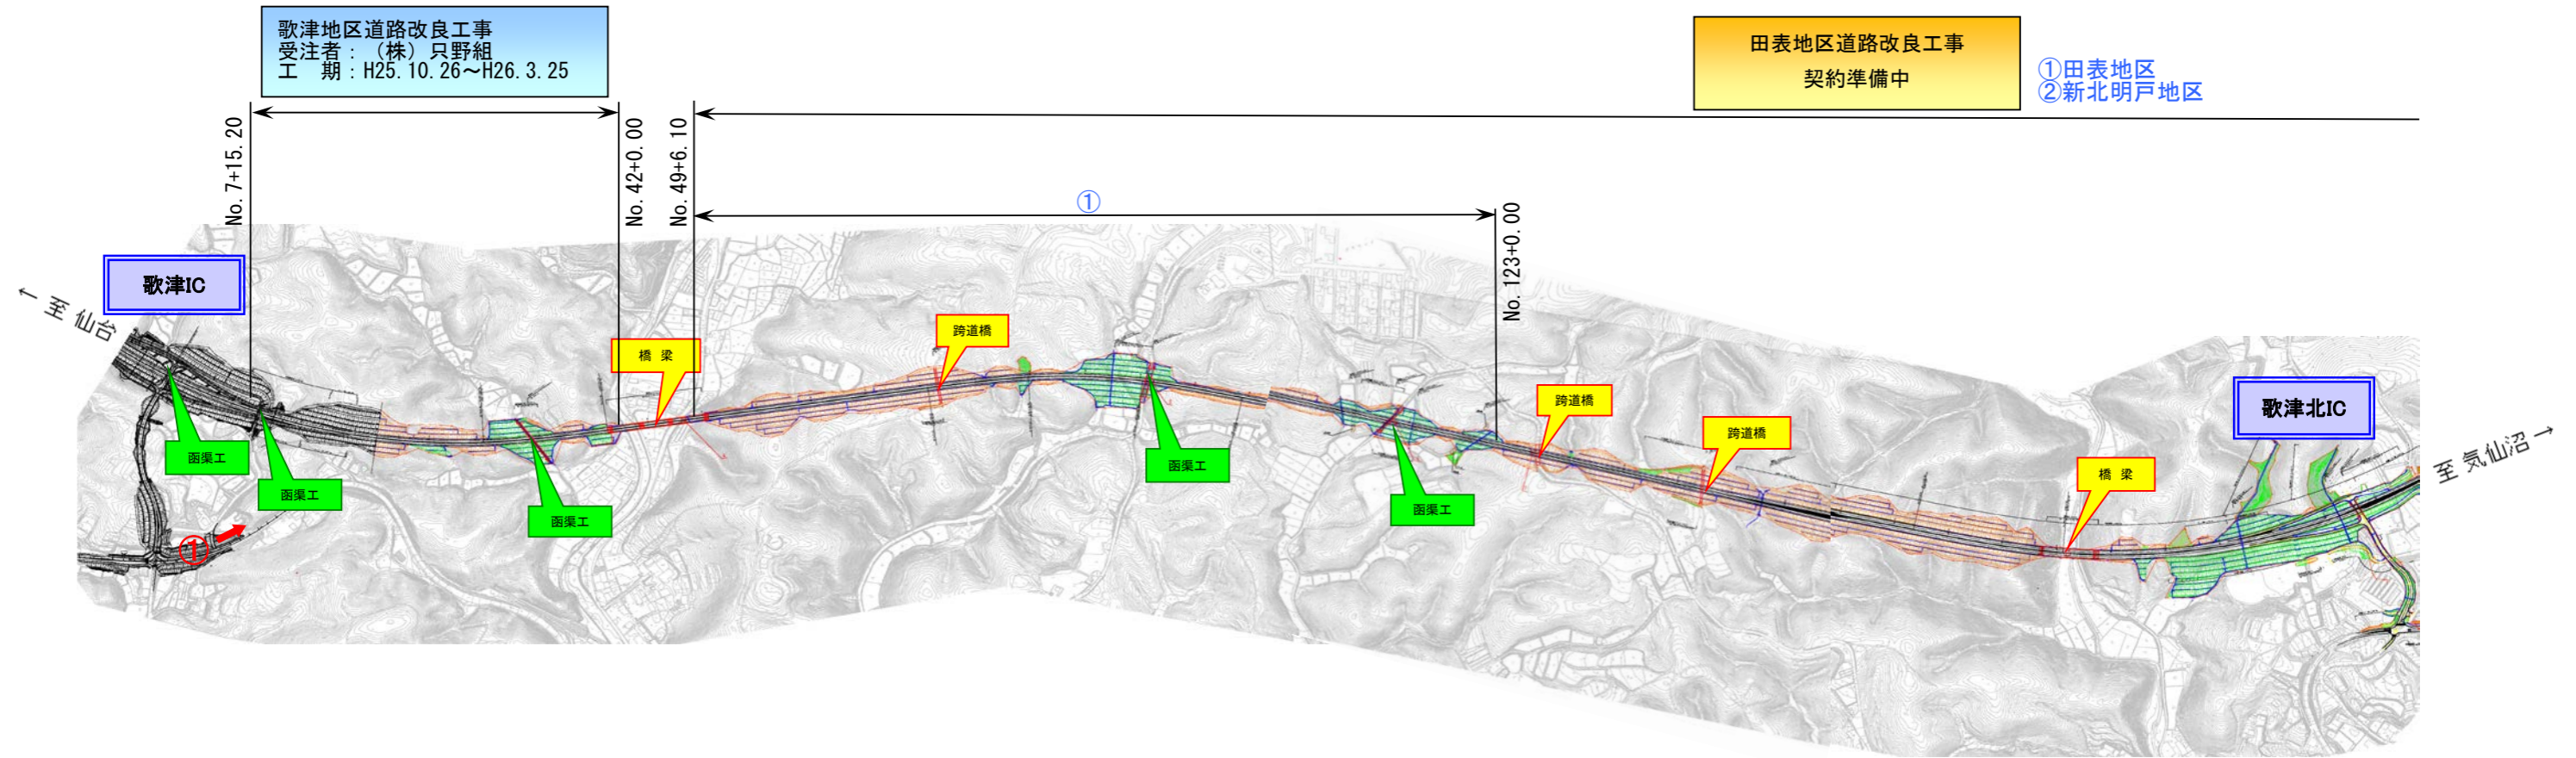 歌津地区道路改良工事
受注者：（株）只野組
工　期：H25.10.26～H26.3.25
田表地区道路改良工事
契約準備中
①田表地区
②新北明戸地区
No.7+15.20
No.42+0.00
No.49+6.10
①
No.123+0.00
歌津IC
← 至 仙台
橋 梁
跨道橋
函渠工
函渠工
函渠工
函渠工
函渠工
跨道橋
跨道橋
橋 梁
歌津北IC
至 気仙沼 →
①